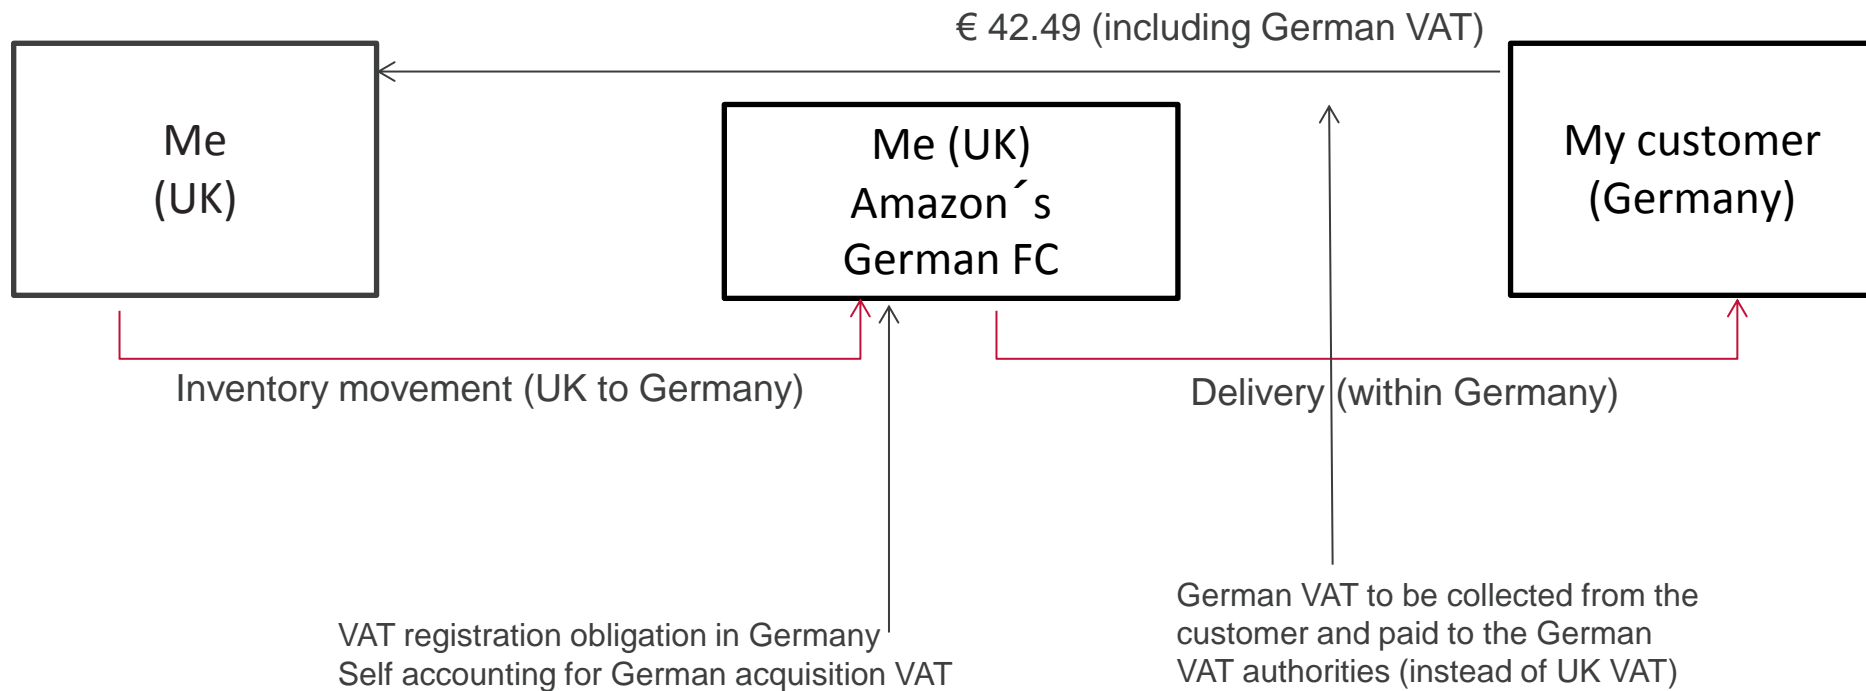 € 42.49 (including German VAT)
Me
(UK)
Me (UK)
Amazon´s
German FC
My customer
(Germany)
Inventory movement (UK to Germany)
Delivery (within Germany)
VAT registration obligation in Germany
Self accounting for German acquisition VAT
German VAT to be collected from the
customer and paid to the German
VAT authorities (instead of UK VAT)